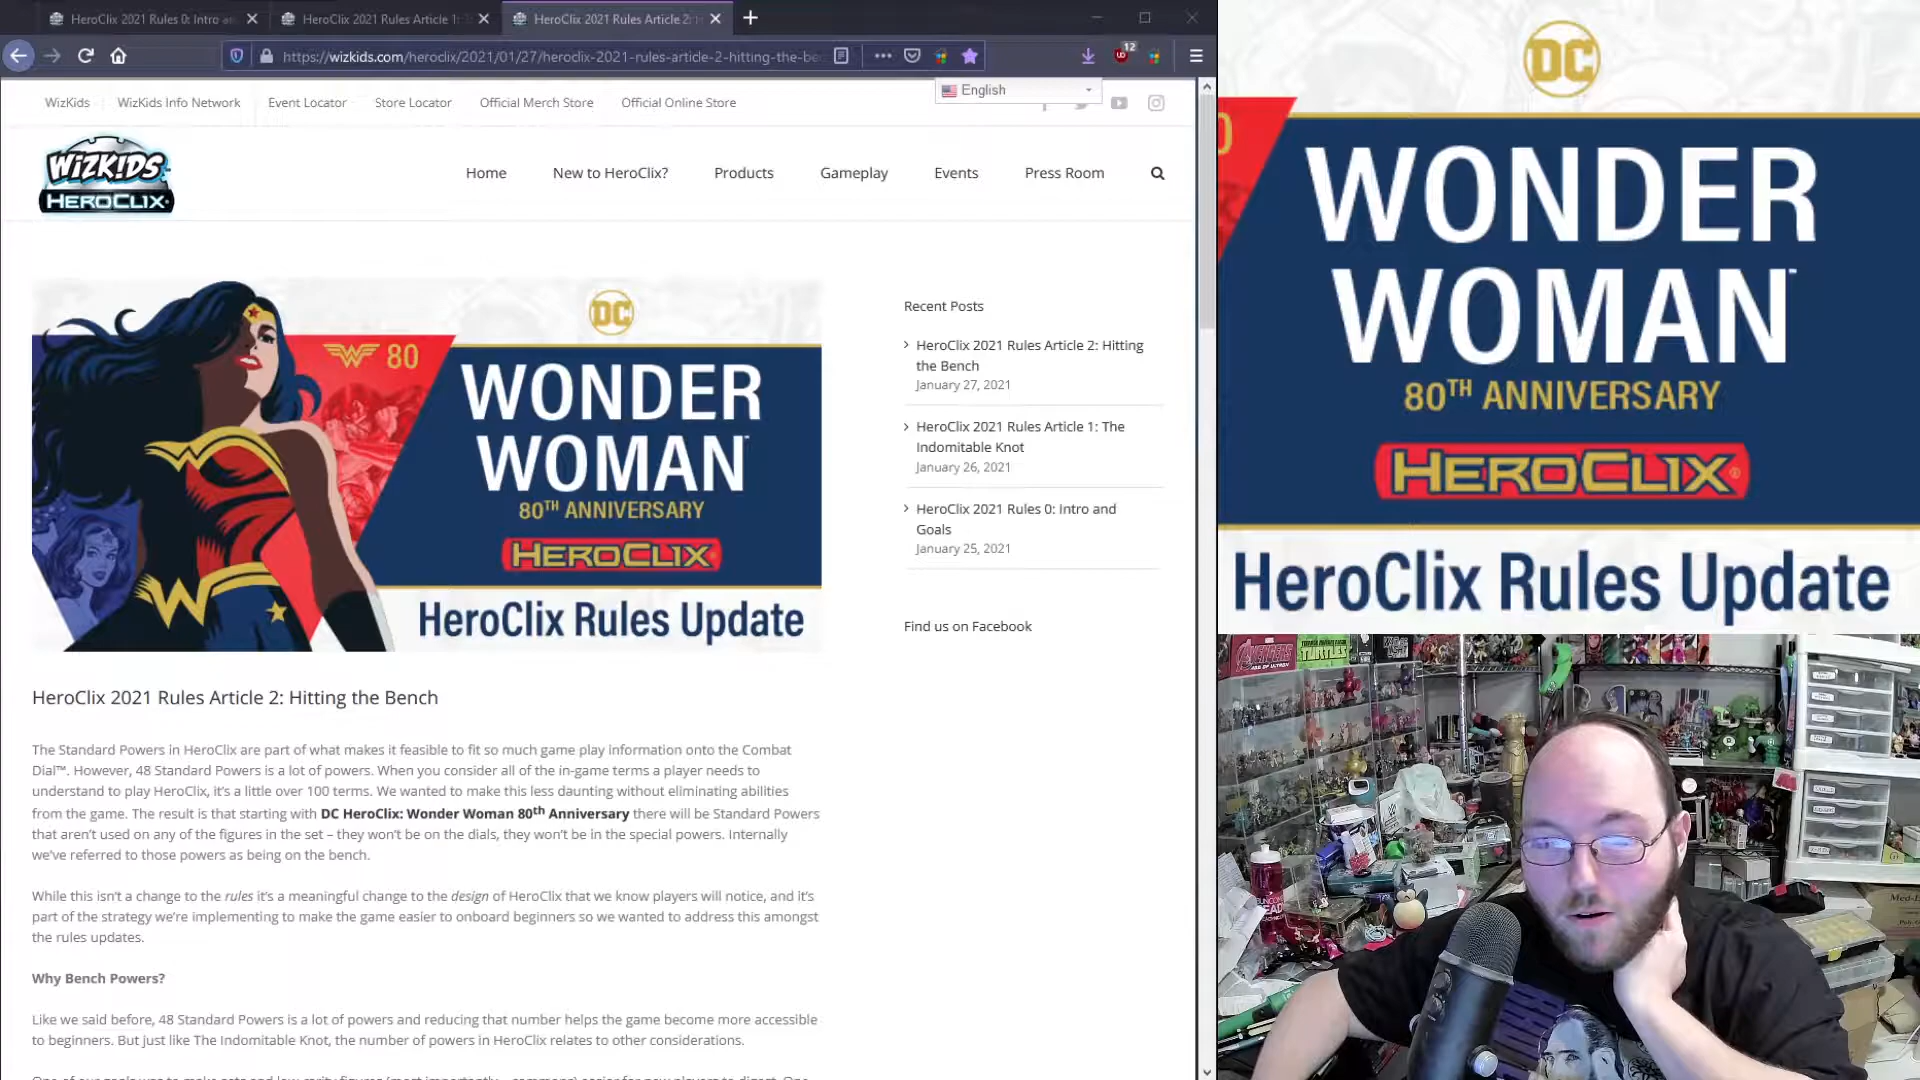 HeroClix 2021 Rules 0: Intro an
HeroClix 2021 Rules Article 1:
HeroClix 2021 Rules Article 2:
https://wizkids.com/heroclix/2021/01/27/heroclix-2021-rules-article-2-hitting-the-be
12
WizKids
WizKids Info Network
Event Locator
Store Locator
Official Merch Store
Official Online Store
English
WIZKIDS
HEROCLIX
Home
New to HeroClix?
Products
Gameplay
Events
Press Room
DC
80
WONDER
WOMAN
80TH ANNIVERSARY
HEROCLIX
HeroClix Rules Update
Recent Posts
HeroClix 2021 Rules Article 2: Hitting
the Bench
January 27, 2021
HeroClix 2021 Rules Article 1: The
Indomitable Knot
January 26, 2021
HeroClix 2021 Rules 0: Intro and
Goals
January 25, 2021
Find us on Facebook
HeroClix 2021 Rules Article 2: Hitting the Bench
The Standard Powers in HeroClix are part of what makes it feasible to fit so much game play information onto the Combat
Dial™. However, 48 Standard Powers is a lot of powers. When you consider all of the in-game terms a player needs to
understand to play HeroClix, it's a little over 100 terms. We wanted to make this less daunting without eliminating abilities
from the game. The result is that starting with DC HeroClix: Wonder Woman 80th Anniversary there will be Standard Powers
that aren't used on any of the figures in the set – they won't be on the dials, they won't be in the special powers. Internally
we've referred to those powers as being on the bench.
While this isn't a change to the rules it's a meaningful change to the design of HeroClix that we know players will notice, and it's
part of the strategy we're implementing to make the game easier to onboard beginners so we wanted to address this amongst
the rules updates.
Why Bench Powers?
Like we said before, 48 Standard Powers is a lot of powers and reducing that number helps the game become more accessible
to beginners. But just like The Indomitable Knot, the number of powers in HeroClix relates to other considerations.
DC
WONDER
WOMAN
80TH ANNIVERSARY
HEROCLIX
HeroClix Rules Update
AVENGERS
TURTLES